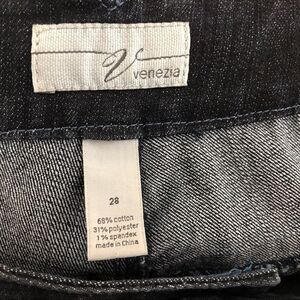 V
venezia
28
68% cotton
31% polyester
1% spandex
made in China